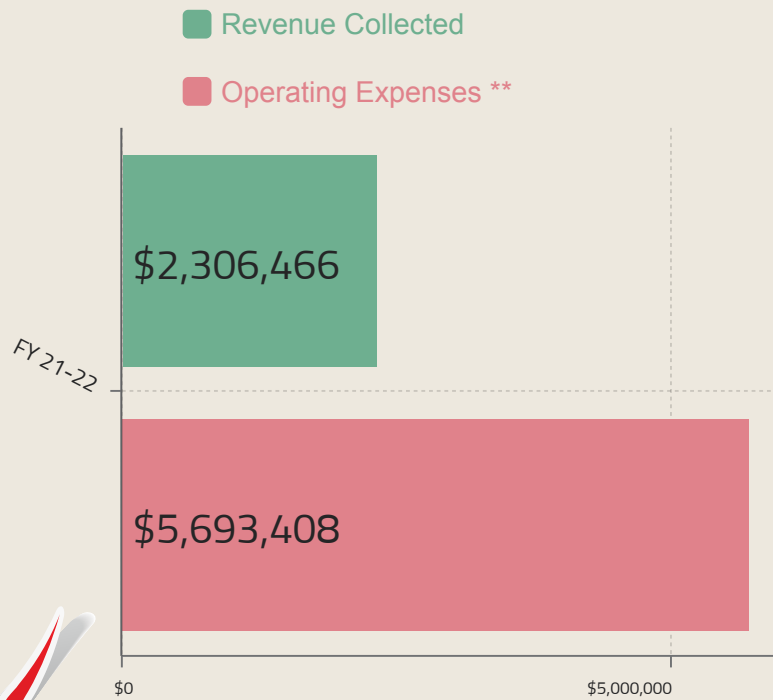 Revenue Collected
Operating Expenses **
$2,306,466
FY 21-22
$5,693,408
$0
$5,000,000